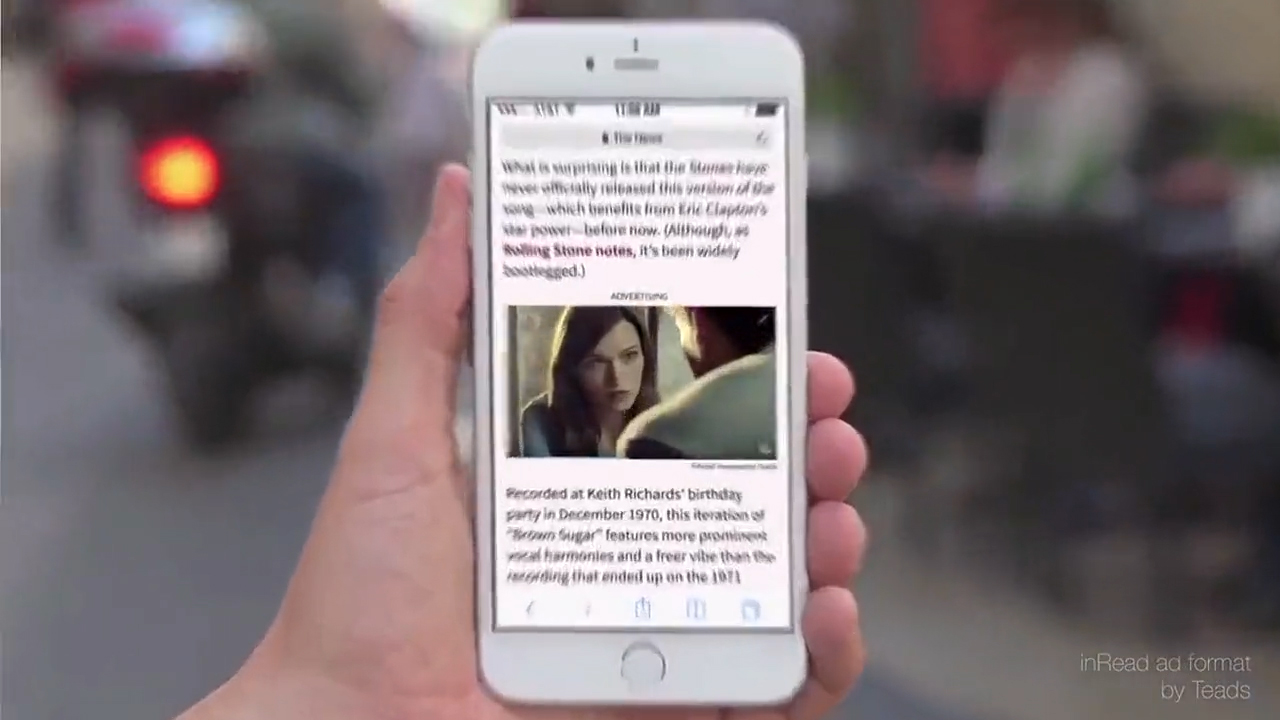 AT&T 11:08 AM
The News
What is surprising is that the Stones have
never officially released this version of the
song—which benefits from Eric Clapton's
star power—before now. (Although, as
Rolling Stone notes, it's been widely
bootlegged.)
ADVERTISING
Recorded at Keith Richards' birthday
party in December 1970, this iteration of
"Brown Sugar" features more prominent
vocal harmonies and a freer vibe than the
recording that ended up on the 1971
inRead ad format
by Teads